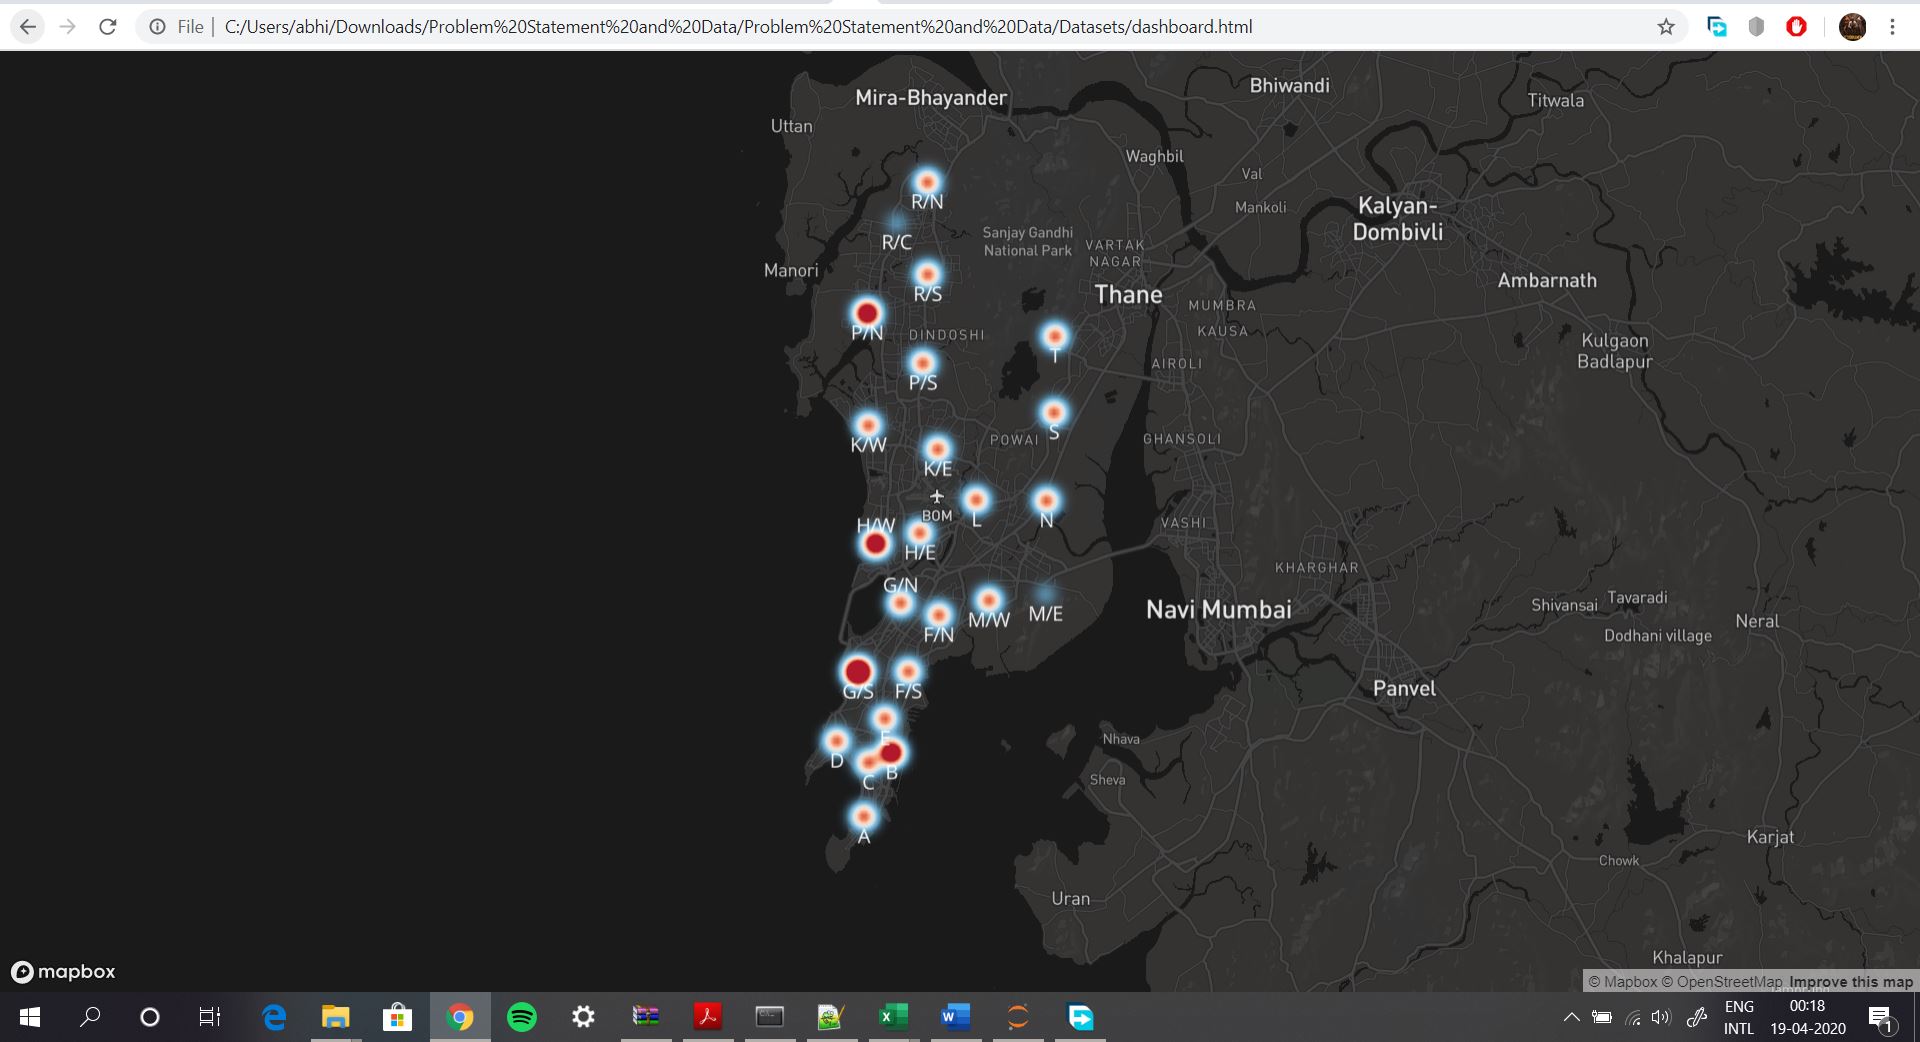 File | C:/Users/abhi/Downloads/Problem%20Statement%20and%20Data/Problem%20Statement%20and%20Data/Datasets/dashboard.html
Mira-Bhayander
Bhiwandi
Titwala
Uttan
Waghbil
Val
Mankoli
R/N
Kalyan-
Dombivli
R/C
Sanjay Gandhi
National Park
VARTAK
NAGAR
Manori
R/S
Thane
Ambarnath
MUMBRA
KAUSA
P/N
DINDOSHI
T
Kulgaon
Badlapur
AIROLI
P/S
K/W
POWAI
S
GHANSOLI
K/E
BOM
L
N
VASHI
H/W
H/E
KHARGHAR
G/N
F/N
M/W
M/E
Navi Mumbai
Shivansai
Tavaradi
Neral
Dodhani village
G/S
F/S
Panvel
E
D
B
C
Nhava
Sheva
A
Karjat
Chowk
Uran
Khalapur
mapbox
© Mapbox © OpenStreetMap Improve this map
ENG
INTL
00:18
19-04-2020
1